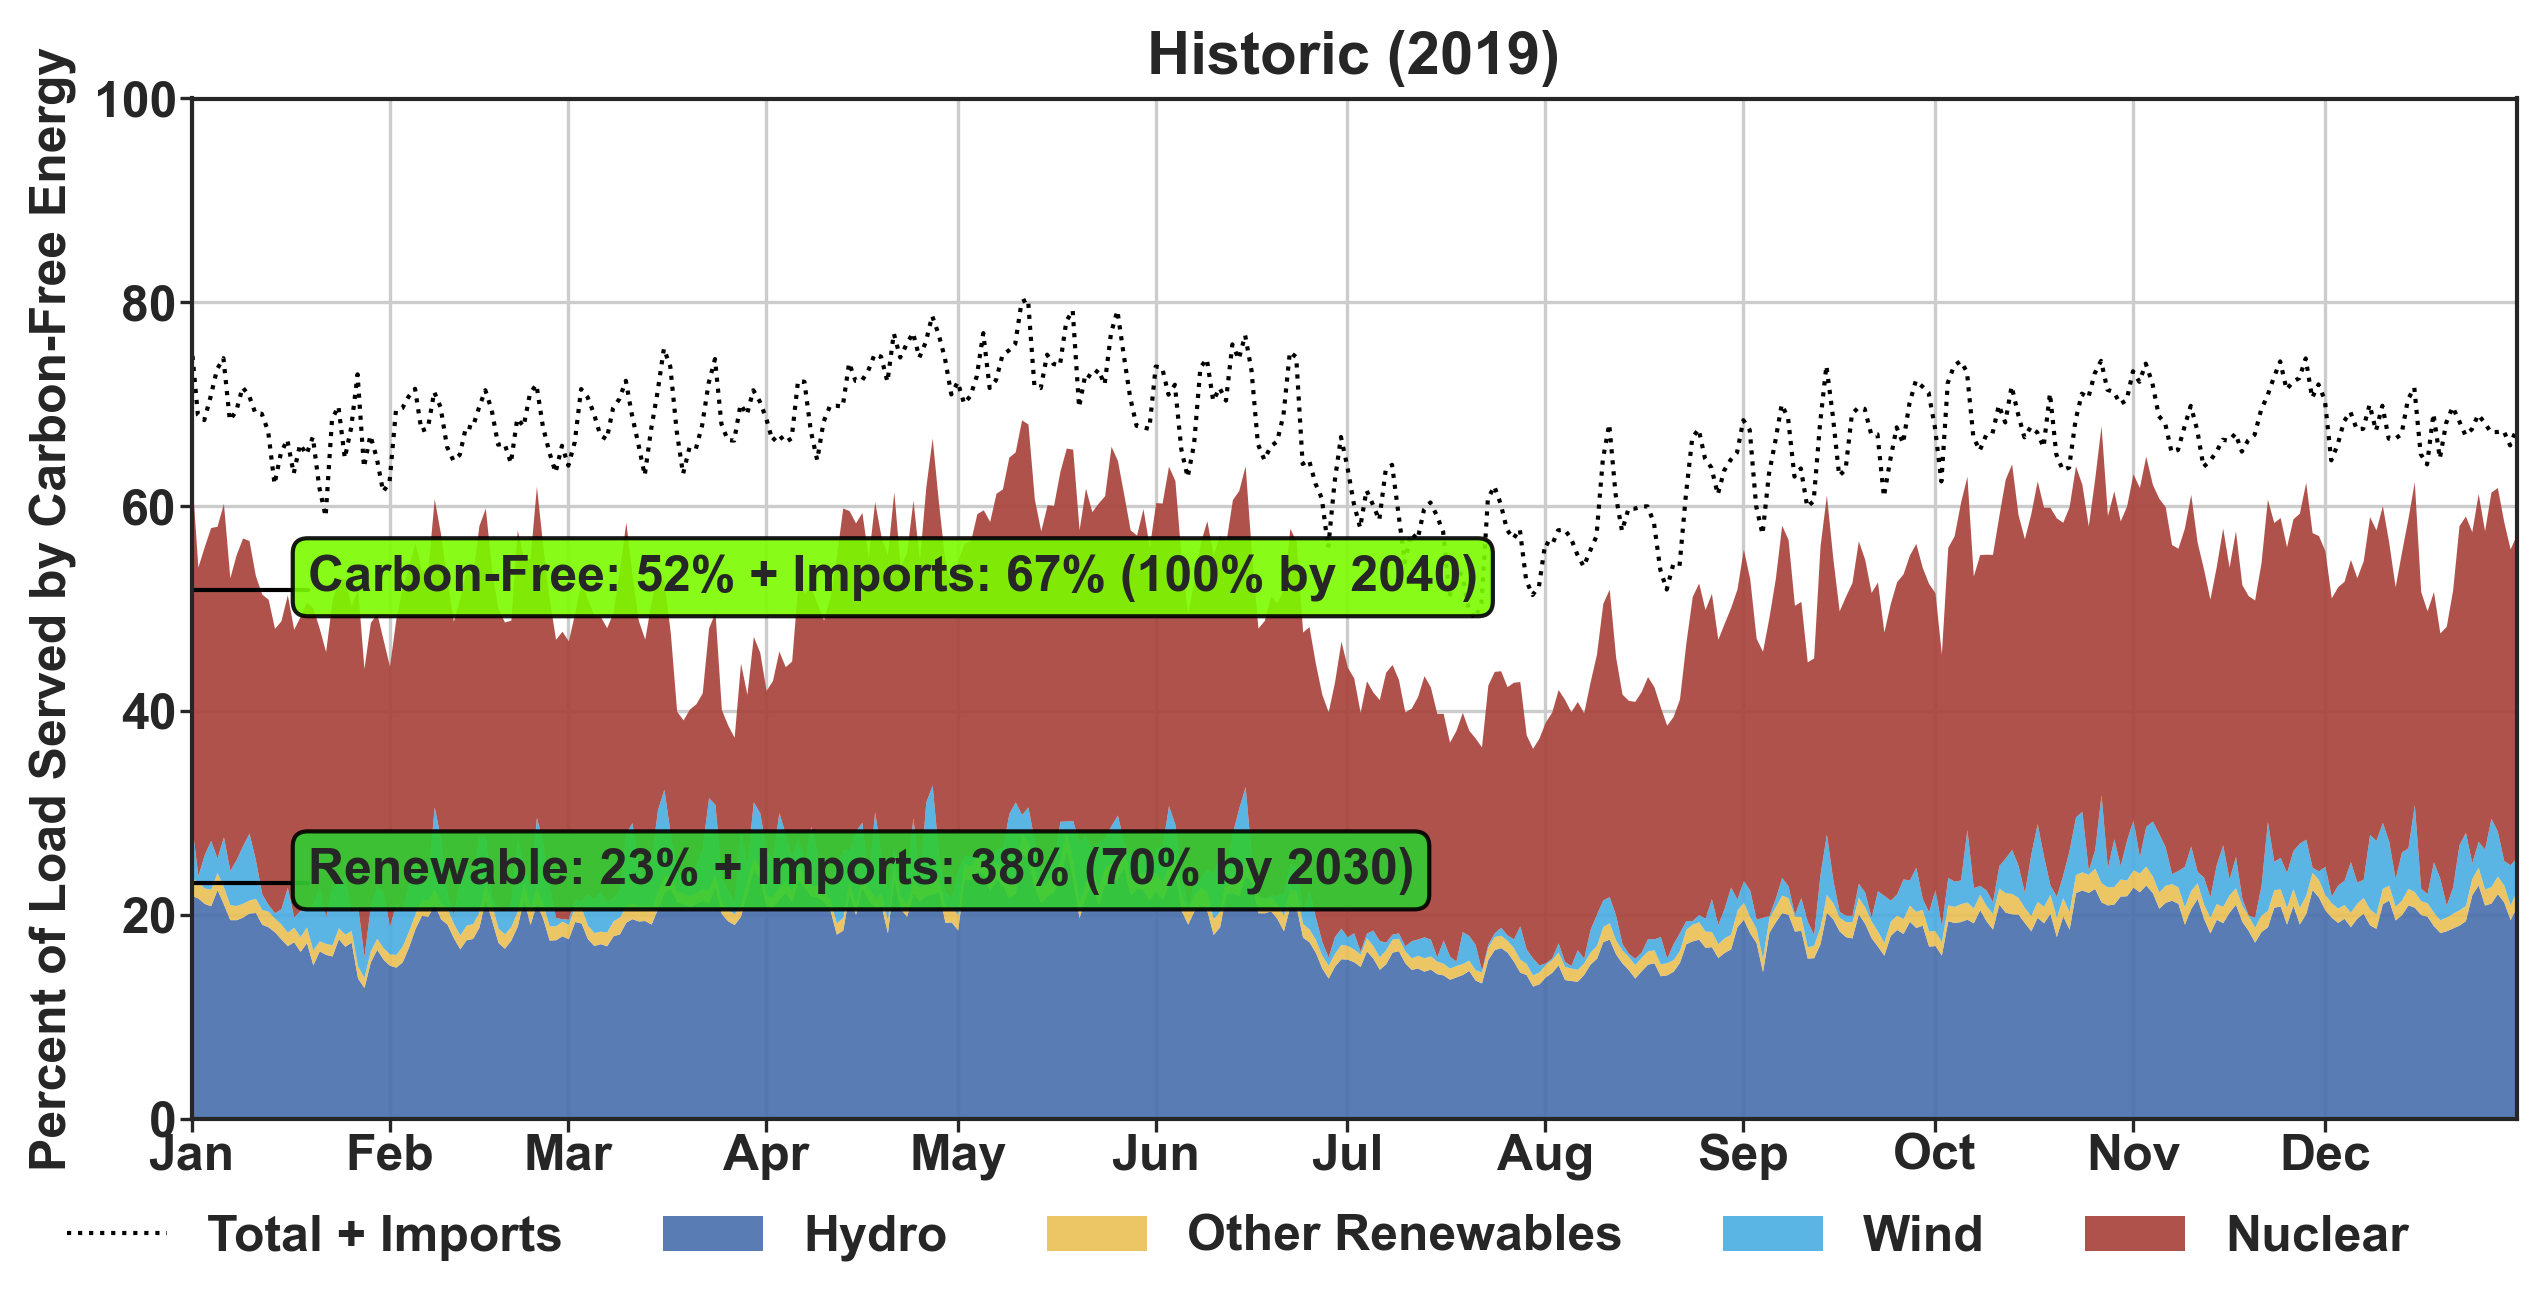 Historic (2019)
Percent of Load Served by Carbon-Free Energy
100
80
60
40
20
0
Carbon-Free: 52% + Imports: 67% (100% by 2040)
Renewable: 23% + Imports: 38% (70% by 2030)
Jan Feb Mar Apr May Jun Jul Aug Sep Oct Nov Dec
Total + Imports Hydro Other Renewables Wind Nuclear